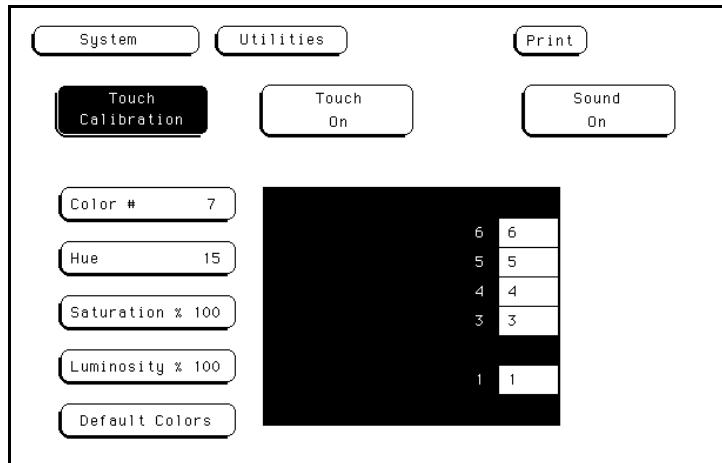 System Utilities Print
Touch Calibration Touch On Sound On
Color # 7
Hue 15
Saturation % 100
Luminosity % 100
Default Colors
6 6
5 5
4 4
3 3
1 1